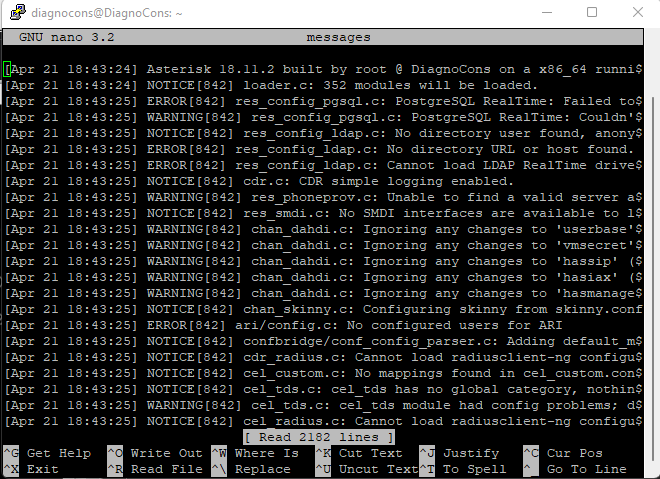 diagnocons@DiagnoCons: ~
GNU nano 3.2 messages
[Apr 21 18:43:24] Asterisk 18.11.2 built by root @ DiagnoCons on a x86_64 runni$
[Apr 21 18:43:24] NOTICE[842] loader.c: 352 modules will be loaded.
[Apr 21 18:43:24] ERROR[842] res_config_pgsql.c: PostgreSQL RealTime: Failed to$
[Apr 21 18:43:24] WARNING[842] res_config_pgsql.c: PostgreSQL RealTime: Couldn'$
[Apr 21 18:43:24] NOTICE[842] res_config_ldap.c: No directory user found, anony$
[Apr 21 18:43:24] ERROR[842] res_config_ldap.c: No directory URL or host found.
[Apr 21 18:43:24] ERROR[842] res_config_ldap.c: Cannot load LDAP RealTime drive$
[Apr 21 18:43:24] NOTICE[842] cdr.c: CDR simple logging enabled.
[Apr 21 18:43:25] WARNING[842] res_phoneprov.c: Unable to find a valid server a$
[Apr 21 18:43:25] NOTICE[842] res_smdi.c: No SMDI interfaces are available to l$
[Apr 21 18:43:25] WARNING[842] chan_dahdi.c: Ignoring any changes to 'userbase'$
[Apr 21 18:43:25] WARNING[842] chan_dahdi.c: Ignoring any changes to 'vmsecret'$
[Apr 21 18:43:25] WARNING[842] chan_dahdi.c: Ignoring any changes to 'hassip' ($
[Apr 21 18:43:25] WARNING[842] chan_dahdi.c: Ignoring any changes to 'hasiax' ($
[Apr 21 18:43:25] WARNING[842] chan_dahdi.c: Ignoring any changes to 'hasmanage$
[Apr 21 18:43:25] NOTICE[842] chan_skinny.c: Configuring skinny from skinny.conf
[Apr 21 18:43:25] ERROR[842] ari/config.c: No configured users for ARI
[Apr 21 18:43:25] NOTICE[842] confbridge/conf_config_parser.c: Adding default_m$
[Apr 21 18:43:25] NOTICE[842] cdr_radius.c: Cannot load radiusclient-ng configu$
[Apr 21 18:43:25] NOTICE[842] cel_custom.c: No mappings found in cel_custom.con$
[Apr 21 18:43:25] NOTICE[842] cel_tds.c: cel_tds has no global category, nothin$
[Apr 21 18:43:25] WARNING[842] cel_tds.c: cel_tds module had config problems; d$
[Apr 21 18:43:25] NOTICE[842] cel_radius.c: Cannot load radiusclient-ng configu$
[ Read 2182 lines ]
^G Get Help ^O Write Out ^W Where Is ^K Cut Text ^J Justify ^C Cur Pos
^X Exit ^R Read File ^\ Replace ^U Uncut Text ^T To Spell ^_ Go To Line